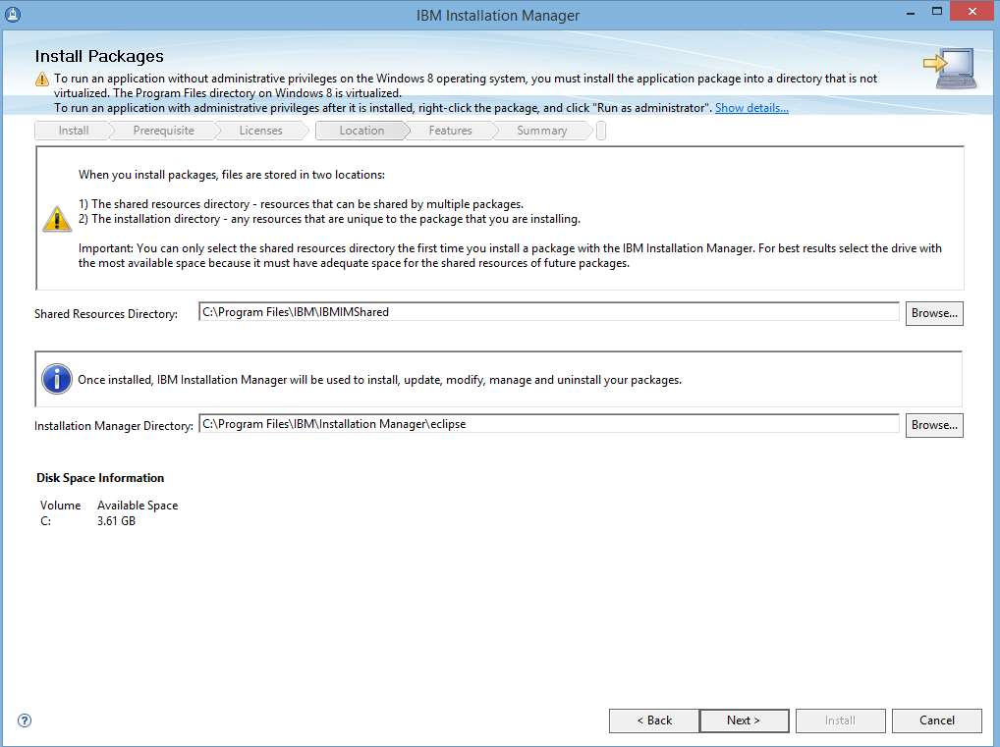 IBM Installation Manager
Install Packages
To run an application without administrative privileges on the Windows 8 operating system, you must install the application package into a directory that is not
virtualized. The Program Files directory on Windows 8 is virtualized.
To run an application with administrative privileges after it is installed, right-click the package, and click "Run as administrator". Show details...
Install Prerequisite Licenses Location Features Summary
When you install packages, files are stored in two locations:
1) The shared resources directory - resources that can be shared by multiple packages.
2) The installation directory - any resources that are unique to the package that you are installing.
Important: You can only select the shared resources directory the first time you install a package with the IBM Installation Manager. For best results select the drive with
the most available space because it must have adequate space for the shared resources of future packages.
Shared Resources Directory: C:\Program Files\IBM\IBMIMShared Browse...
Once installed, IBM Installation Manager will be used to install, update, modify, manage and uninstall your packages.
Installation Manager Directory: C:\Program Files\IBM\Installation Manager\eclipse Browse...
Disk Space Information
Volume Available Space
C: 3.61 GB
? < Back Next > Install Cancel